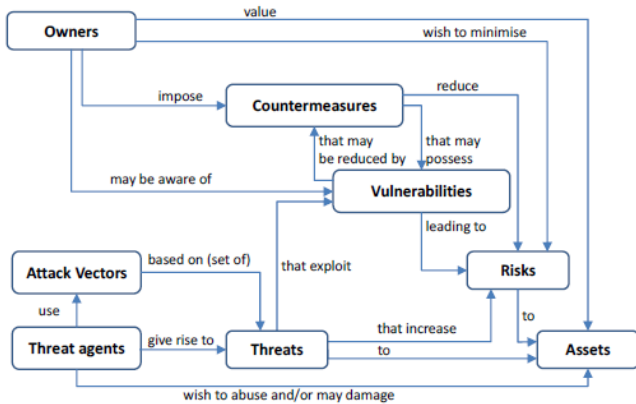 value
Owners
wish to minimise
reduce
impose
Countermeasures
that may
be reduced by
that may
possess
may be aware of
Vulnerabilities
leading to
based on (set of)
that exploit
Attack Vectors
Risks
use
that increase
to
give rise to
Threat agents
Threats
to
Assets
wish to abuse and/or may damage